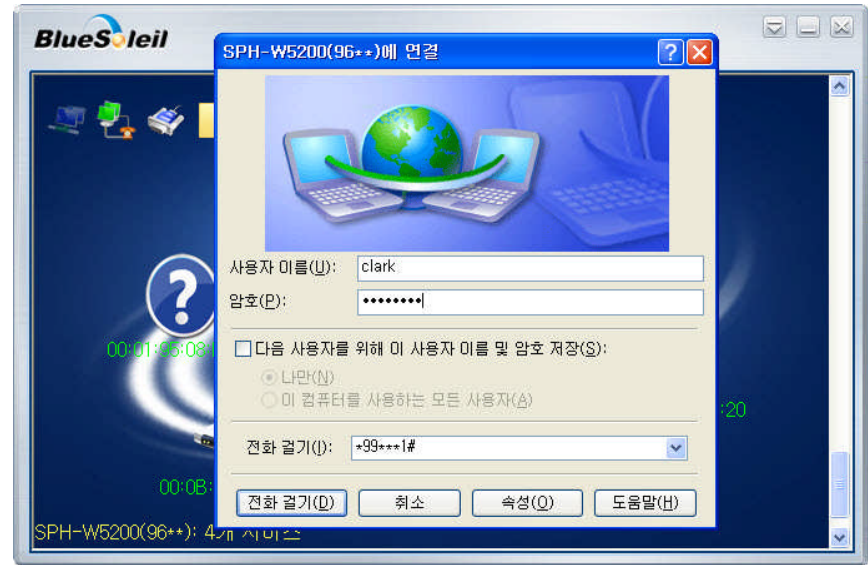 BlueSoleil
SPH-W5200(96**)에 연결
사용자 이름(U):
clark
암호(P):
••••••••
00:01:95:08:
다음 사용자를 위해 이 사용자 이름 및 암호 저장(S):
나만(N)
이 컴퓨터를 사용하는 모든 사용자(A)
:20
전화 걸기(I):
*99***1#
00:0B:
전화 걸기(D)
취소
속성(O)
도움말(H)
SPH-W5200(96**): 4개 서비스